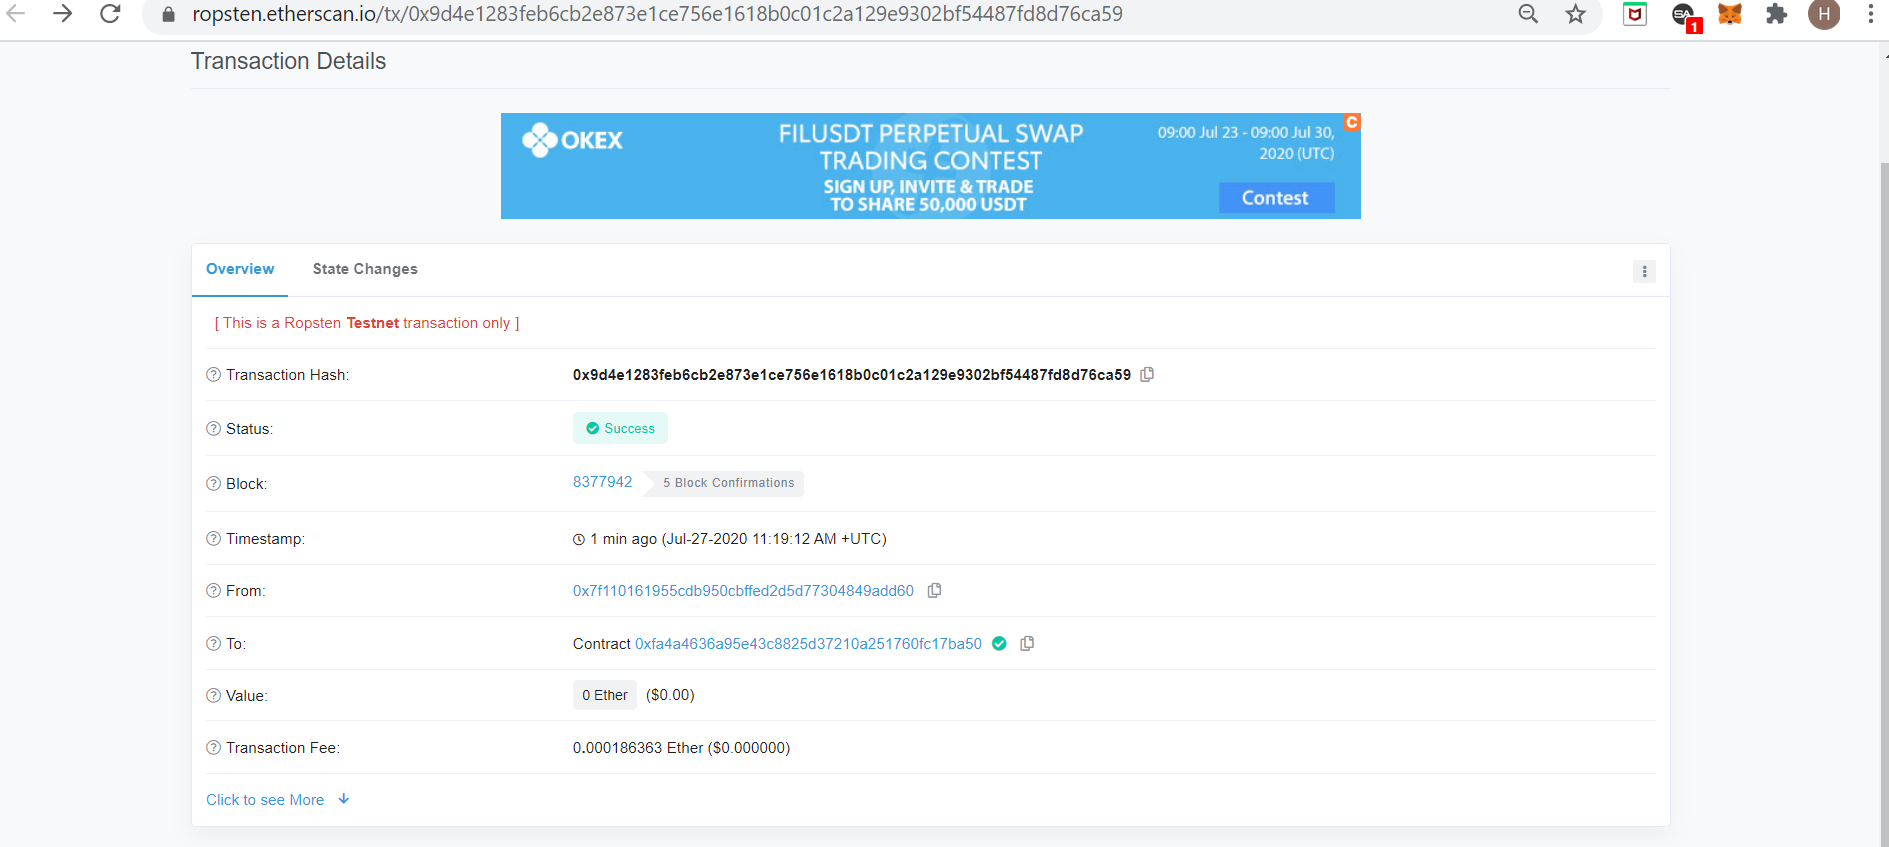 ropsten.etherscan.io/tx/0x9d4e1283feb6cb2e873e1ce756e1618b0c01c2a129e9302bf54487fd8d76ca59
SA
1
H
Transaction Details
OKEX
FILUSDT PERPETUAL SWAP
TRADING CONTEST
SIGN UP, INVITE & TRADE
TO SHARE 50,000 USDT
09:00 Jul 23 - 09:00 Jul 30,
2020 (UTC)
Contest
C
Overview State Changes
[ This is a Ropsten Testnet transaction only ]
Transaction Hash: 0x9d4e1283feb6cb2e873e1ce756e1618b0c01c2a129e9302bf54487fd8d76ca59
Status: Success
Block: 8377942 5 Block Confirmations
Timestamp: 1 min ago (Jul-27-2020 11:19:12 AM +UTC)
From: 0x7f110161955cdb950cbffed2d5d77304849add60
To: Contract 0xfa4a4636a95e43c8825d37210a251760fc17ba50
Value: 0 Ether ($0.00)
Transaction Fee: 0.000186363 Ether ($0.000000)
Click to see More